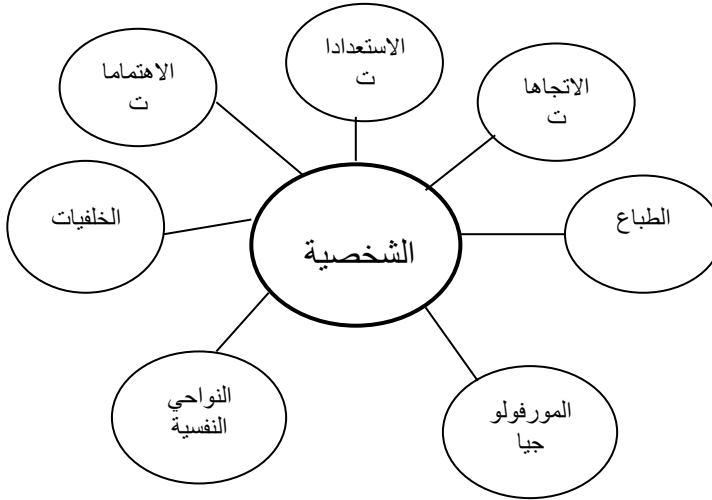 الاستعدادا
ت
الاتجاها
ت
الاهتماما
ت
الطباع
الخلفيات
الشخصية
المورفولو
جيا
النواحي
النفسية